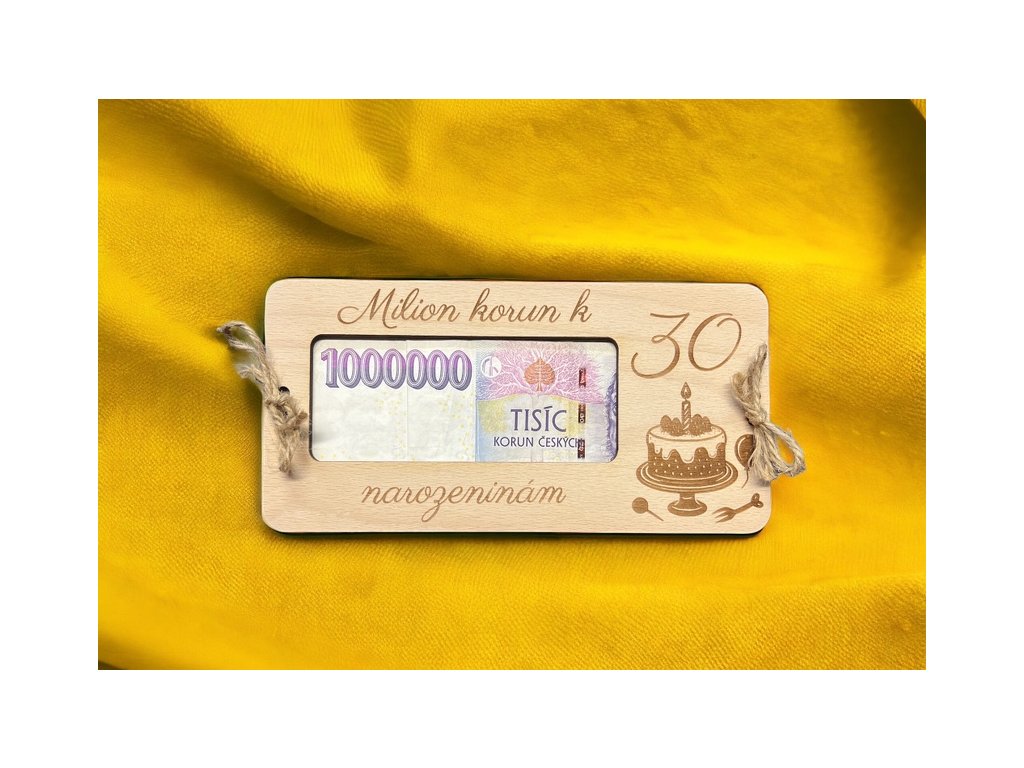 Milion korun k
30
1000000
TISÍC
KORUN ČESKÝCH
narozeninám